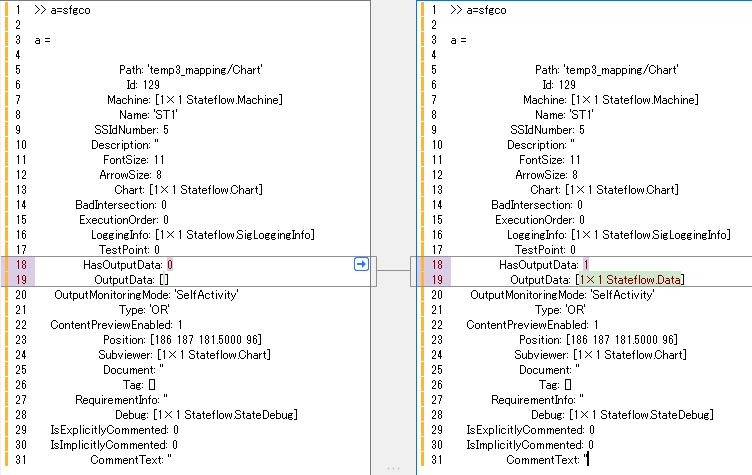 1 >> a=sfgco
2
3 a =
4
5 Path: 'temp3_mapping/Chart'
6 Id: 129
7 Machine: [1×1 Stateflow.Machine]
8 Name: 'ST1'
9 SSIdNumber: 5
10 Description: ''
11 FontSize: 11
12 ArrowSize: 8
13 Chart: [1×1 Stateflow.Chart]
14 BadIntersection: 0
15 ExecutionOrder: 0
16 LoggingInfo: [1×1 Stateflow.SigLoggingInfo]
17 TestPoint: 0
18 HasOutputData: 0
19 OutputData: []
20 OutputMonitoringMode: 'SelfActivity'
21 Type: 'OR'
22 ContentPreviewEnabled: 1
23 Position: [186 187 181.5000 96]
24 Subviewer: [1×1 Stateflow.Chart]
25 Document: ''
26 Tag: []
27 RequirementInfo: ''
28 Debug: [1×1 Stateflow.StateDebug]
29 IsExplicitlyCommented: 0
30 IsImplicitlyCommented: 0
31 CommentText: ''
1 >> a=sfgco
2
3 a =
4
5 Path: 'temp3_mapping/Chart'
6 Id: 129
7 Machine: [1×1 Stateflow.Machine]
8 Name: 'ST1'
9 SSIdNumber: 5
10 Description: ''
11 FontSize: 11
12 ArrowSize: 8
13 Chart: [1×1 Stateflow.Chart]
14 BadIntersection: 0
15 ExecutionOrder: 0
16 LoggingInfo: [1×1 Stateflow.SigLoggingInfo]
17 TestPoint: 0
18 HasOutputData: 1
19 OutputData: [1×1 Stateflow.Data]
20 OutputMonitoringMode: 'SelfActivity'
21 Type: 'OR'
22 ContentPreviewEnabled: 1
23 Position: [186 187 181.5000 96]
24 Subviewer: [1×1 Stateflow.Chart]
25 Document: ''
26 Tag: []
27 RequirementInfo: ''
28 Debug: [1×1 Stateflow.StateDebug]
29 IsExplicitlyCommented: 0
30 IsImplicitlyCommented: 0
31 CommentText: ''